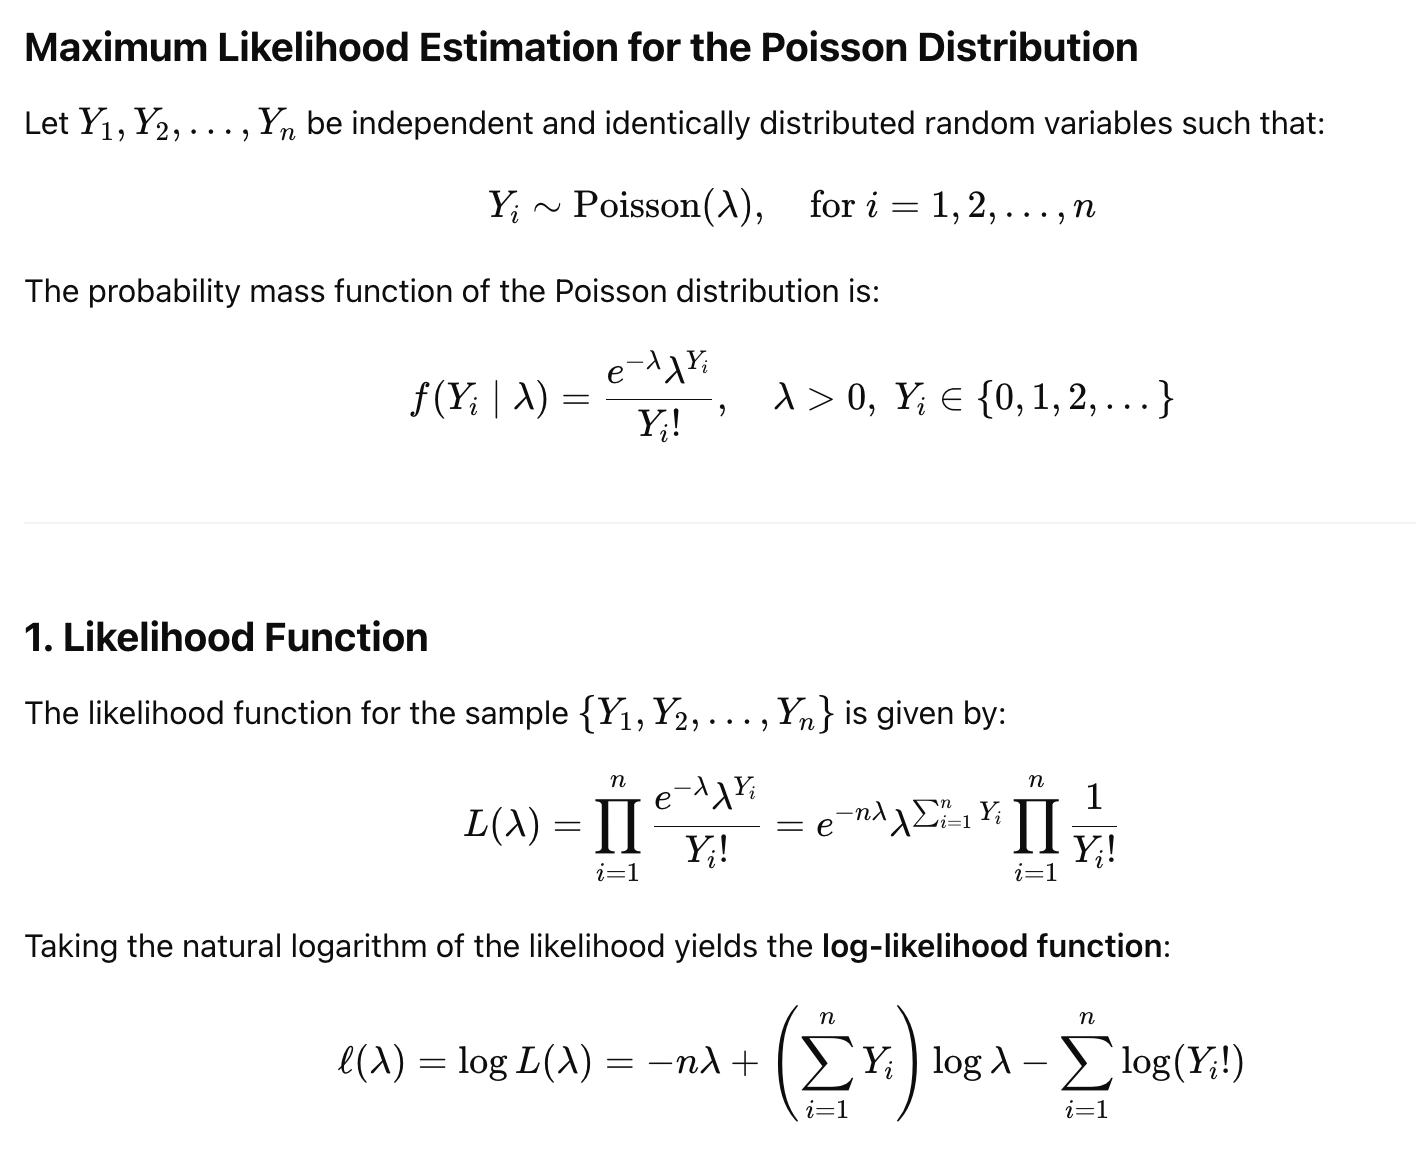 Maximum Likelihood Estimation for the Poisson Distribution
Let $Y_1, Y_2, \ldots, Y_n$ be independent and identically distributed random variables such that:
$Y_i \sim \text{Poisson}(\lambda), \quad \text{for } i = 1, 2, \ldots, n$
The probability mass function of the Poisson distribution is:
$f(Y_i \mid \lambda) = \frac{e^{-\lambda} \lambda^{Y_i}}{Y_i!}, \quad \lambda > 0, \; Y_i \in \{0, 1, 2, \ldots\}$
1. Likelihood Function
The likelihood function for the sample $\{Y_1, Y_2, \ldots, Y_n\}$ is given by:
$L(\lambda) = \prod_{i=1}^{n} \frac{e^{-\lambda} \lambda^{Y_i}}{Y_i!} = e^{-n\lambda} \lambda^{\sum_{i=1}^{n} Y_i} \prod_{i=1}^{n} \frac{1}{Y_i!}$
Taking the natural logarithm of the likelihood yields the log-likelihood function:
$\ell(\lambda) = \log L(\lambda) = -n\lambda + \left( \sum_{i=1}^{n} Y_i \right) \log \lambda - \sum_{i=1}^{n} \log(Y_i!)$